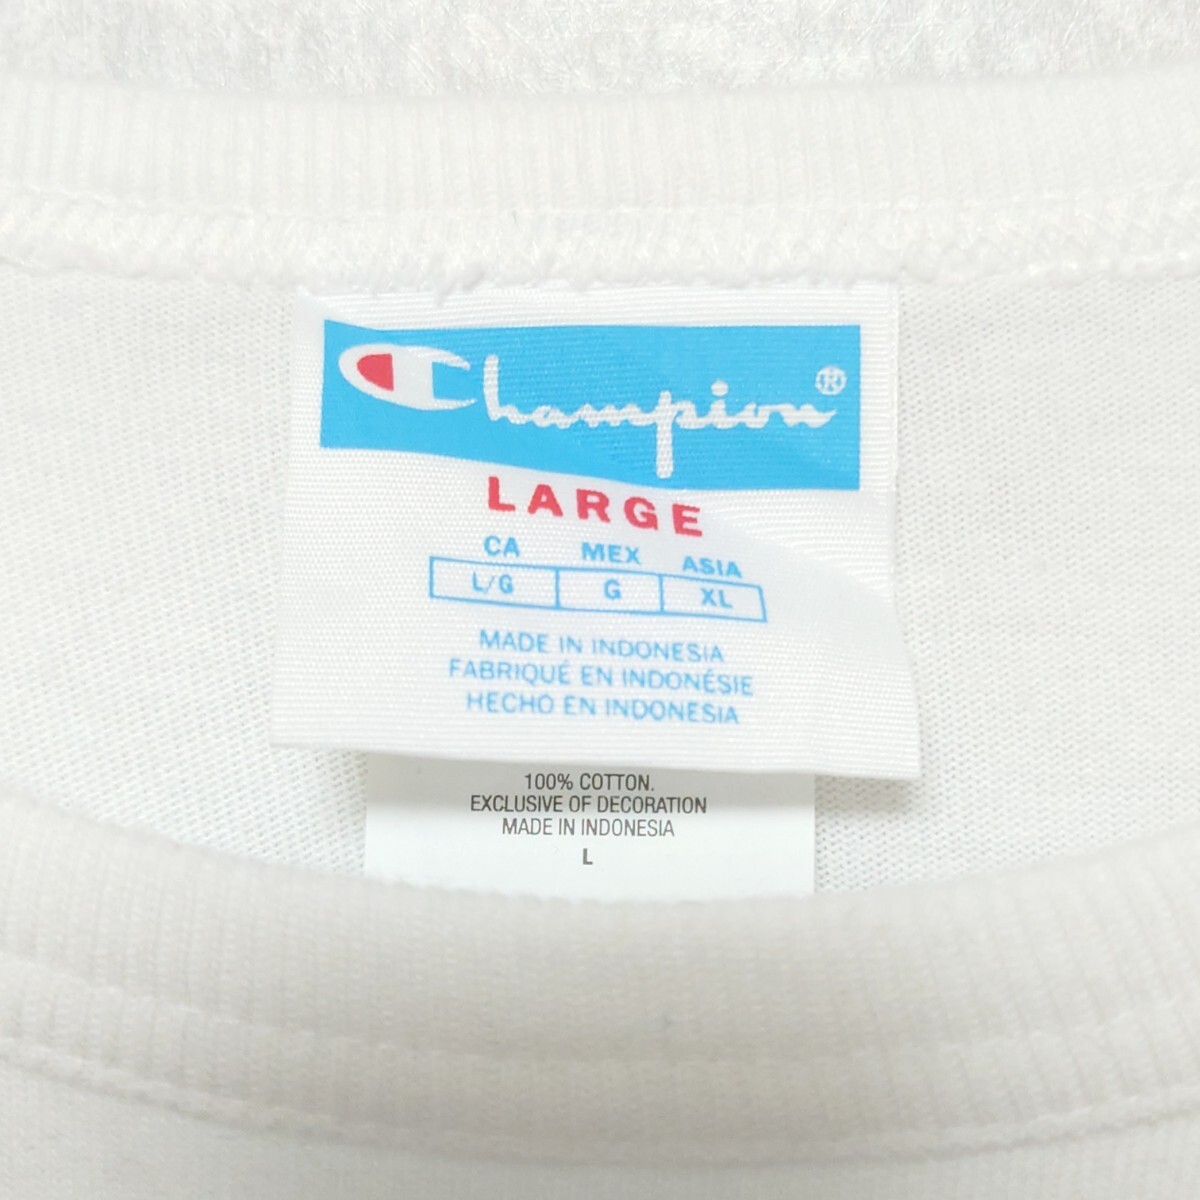 Champion®
LARGE
CA MEX ASIA
L/G G XL
MADE IN INDONESIA
FABRIQUÉ EN INDONÉSIE
HECHO EN INDONESIA
100% COTTON.
EXCLUSIVE OF DECORATION
MADE IN INDONESIA
L